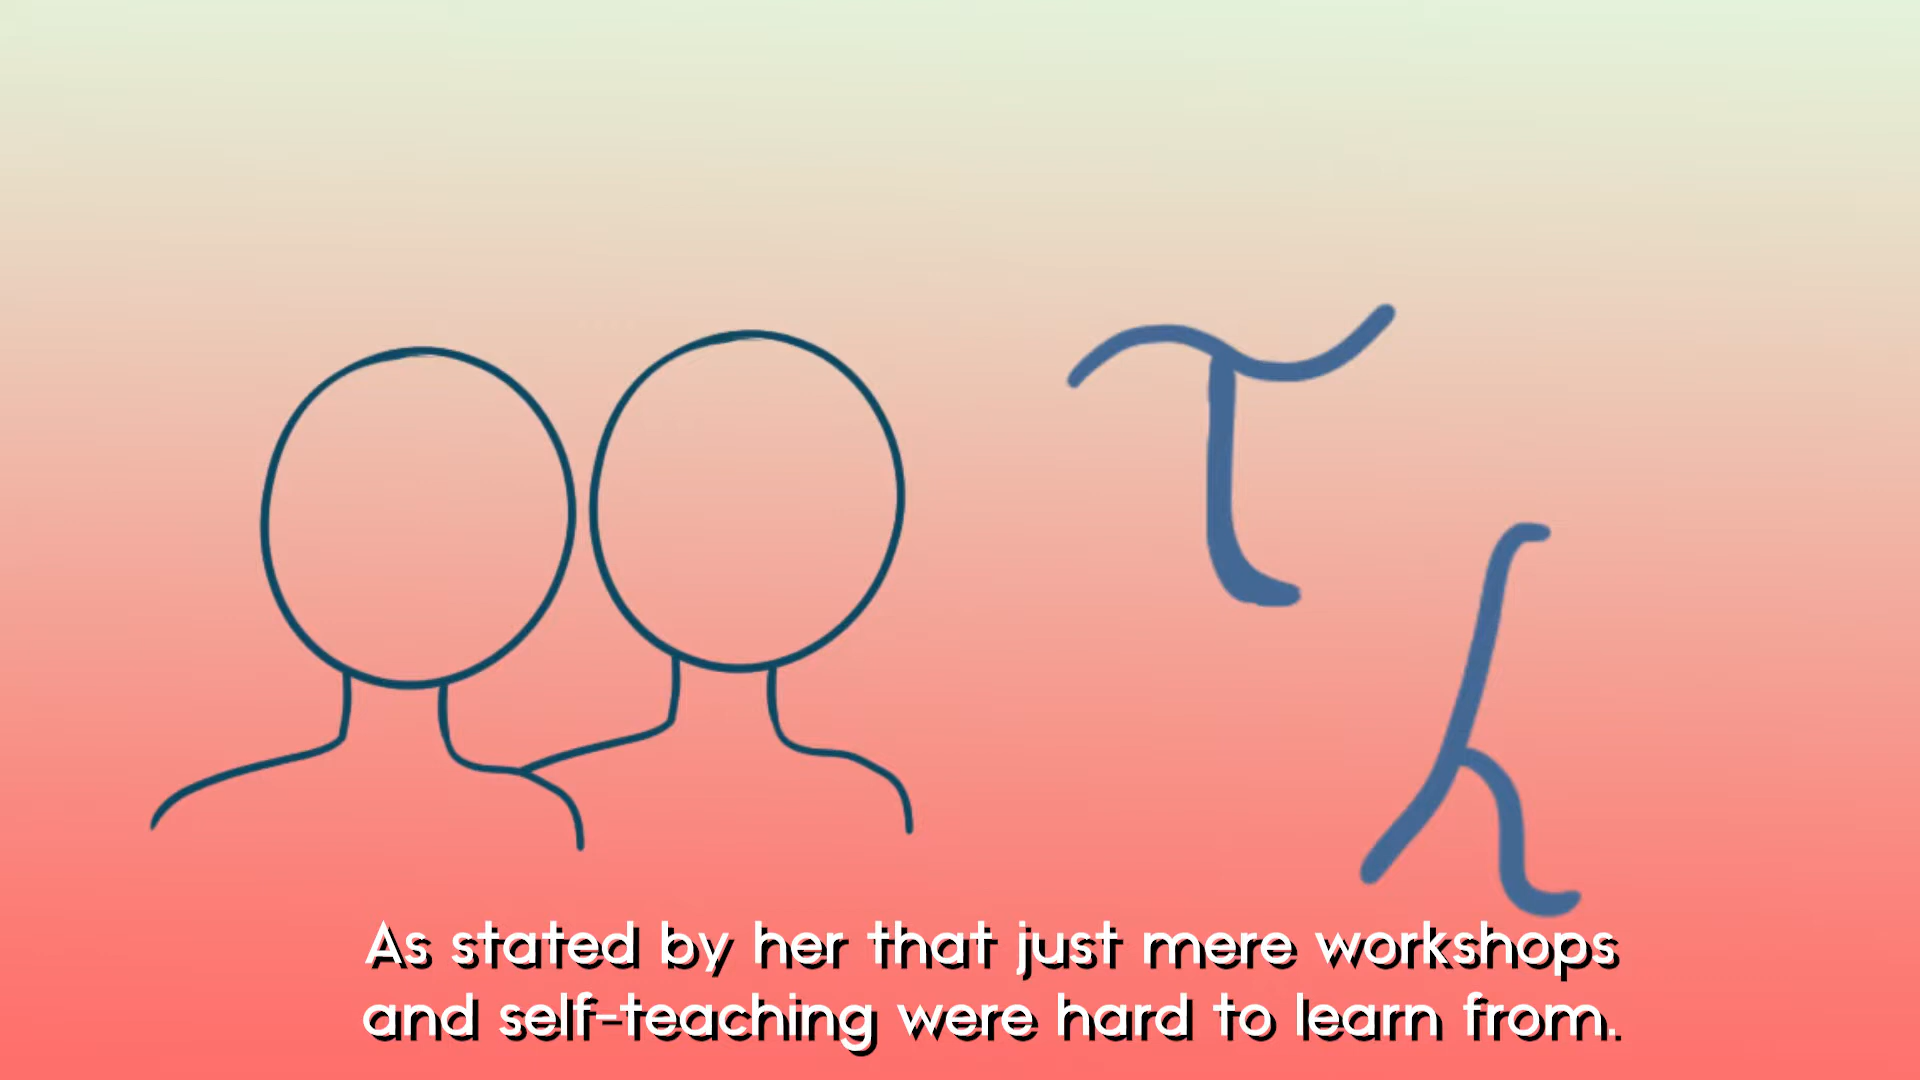 As stated by her that just mere workshops
and self-teaching were hard to learn from.